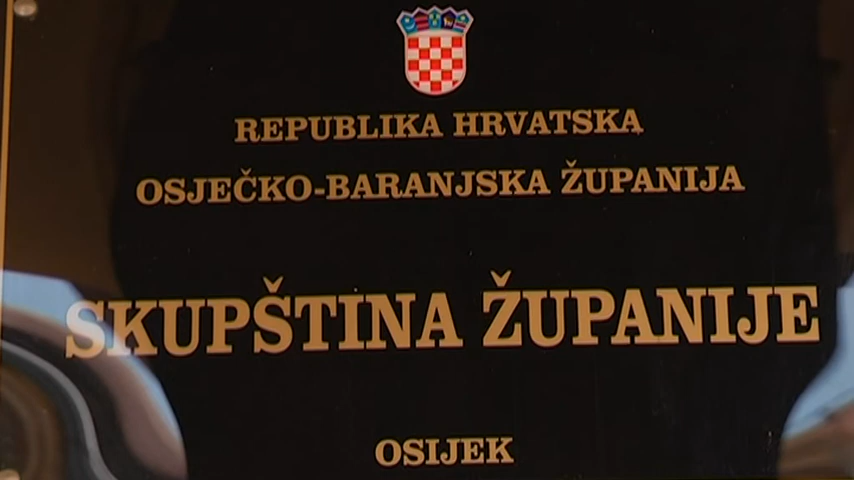 REPUBLIKA HRVATSKA
OSJEČKO-BARANJSKA ŽUPANIJA
SKUPŠTINA ŽUPANIJE
OSIJEK